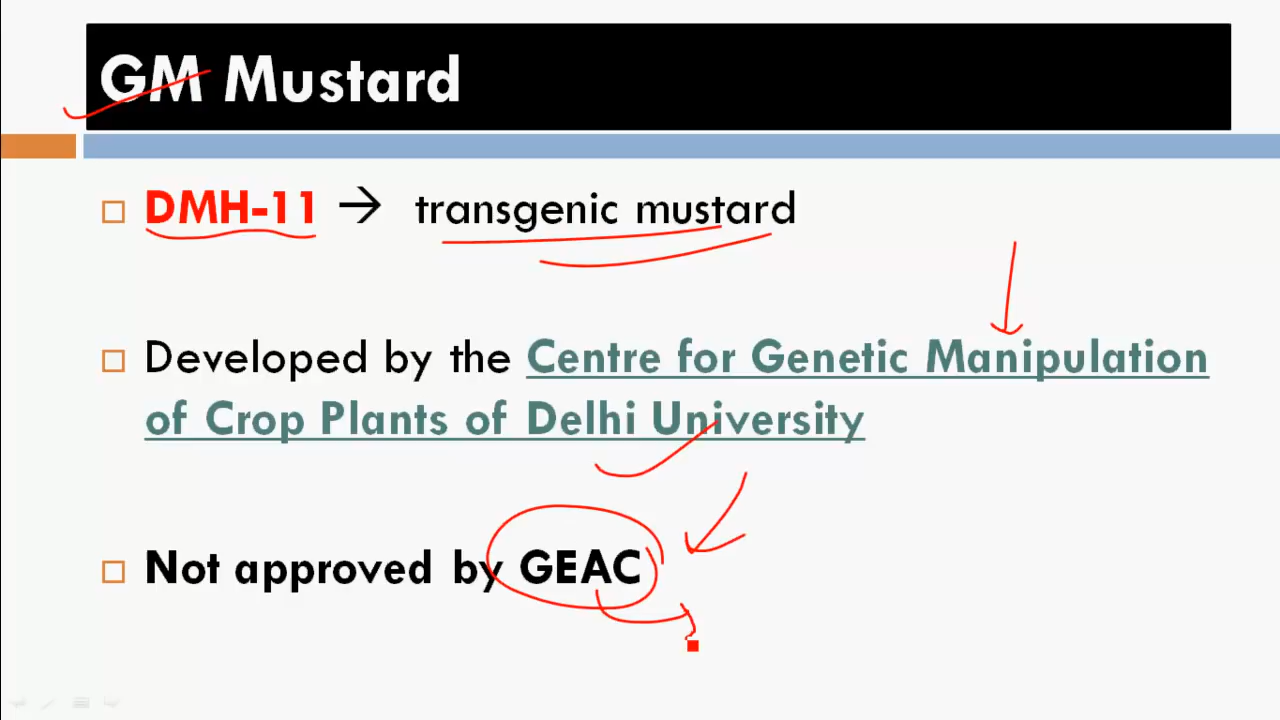 GM Mustard
DMH-11 → transgenic mustard
Developed by the Centre for Genetic Manipulation
of Crop Plants of Delhi University
Not approved by GEAC